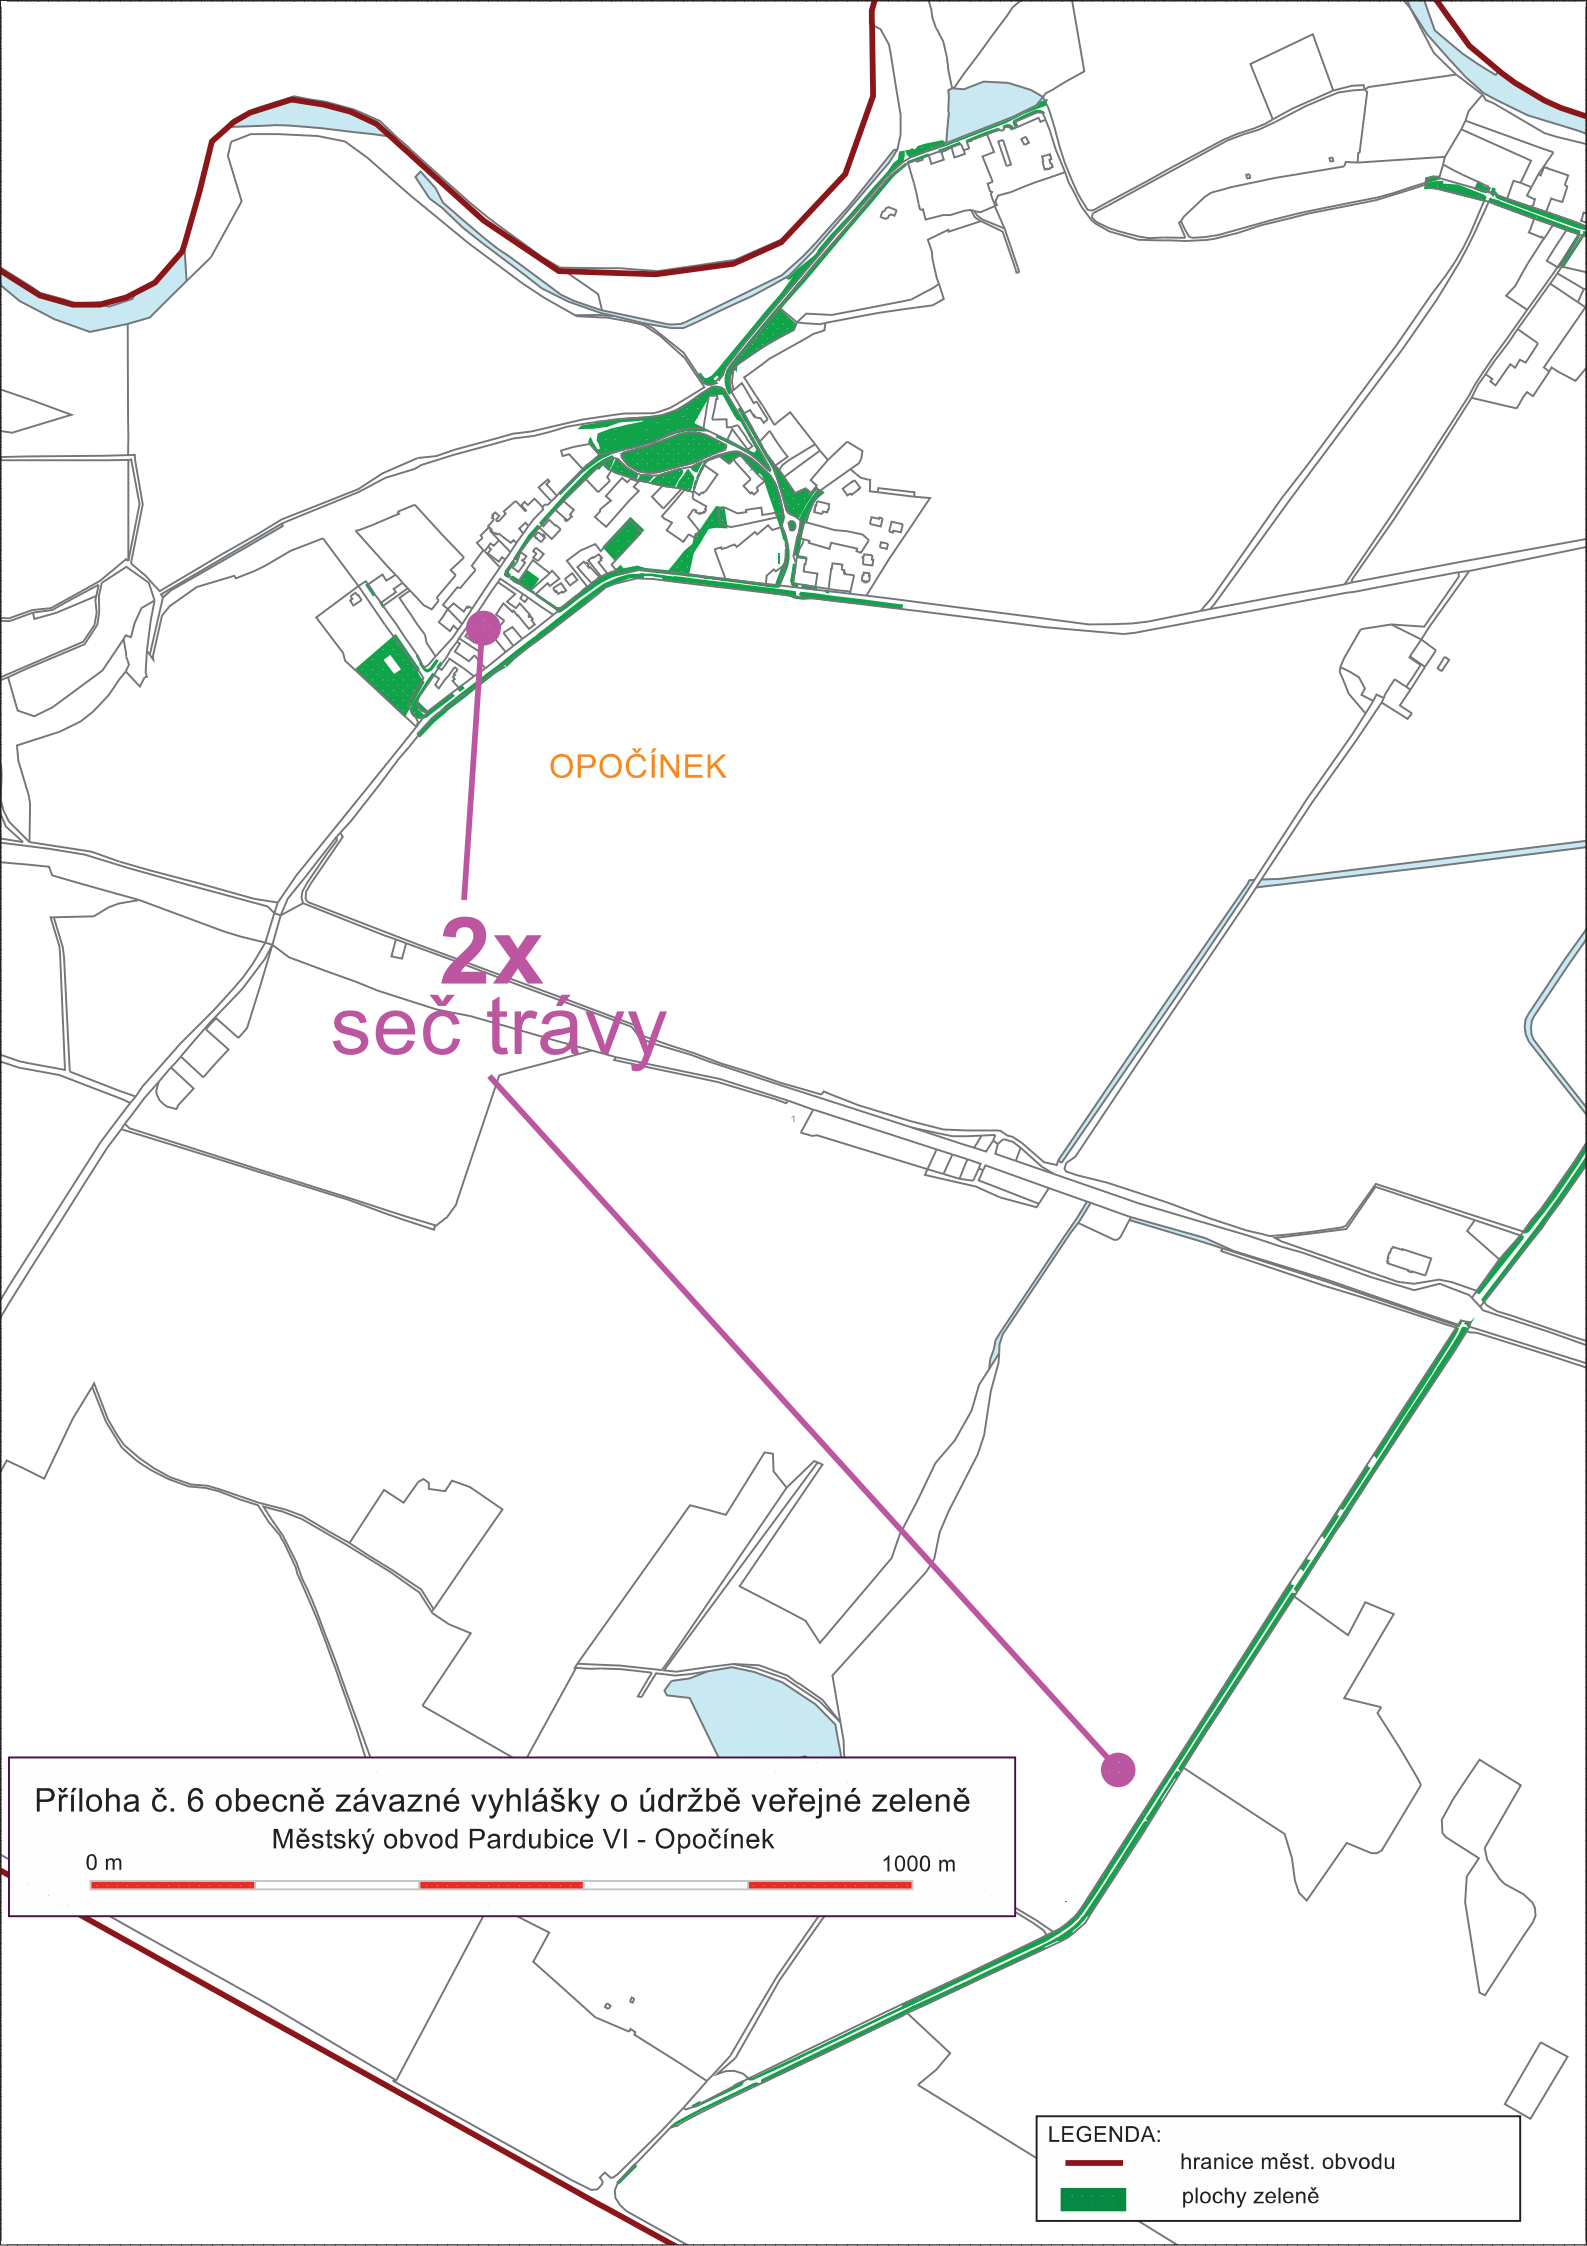 OPOČÍNEK
2x
seč trávy
1
Příloha č. 6 obecně závazné vyhlášky o údržbě veřejné zeleně
Městský obvod Pardubice VI - Opočínek
0 m 1000 m
LEGENDA:
hranice měst. obvodu
plochy zeleně